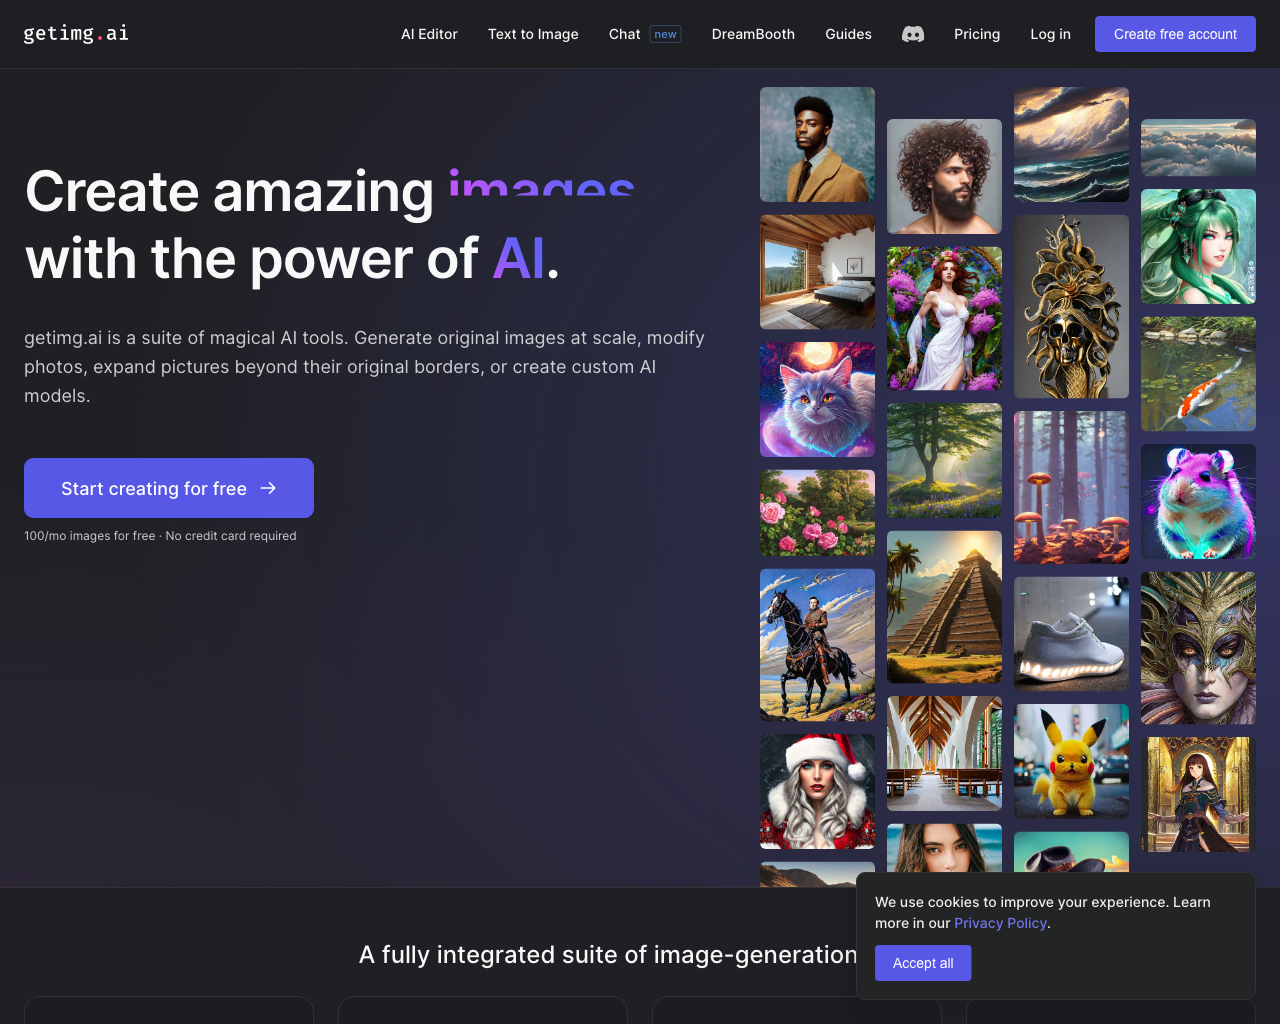 getimg.ai
AI Editor
Text to Image
Chat new
DreamBooth
Guides
Pricing
Log in
Create free account
Create amazing images
with the power of AI.
getimg.ai is a suite of magical AI tools. Generate original images at scale, modify
photos, expand pictures beyond their original borders, or create custom AI
models.
Start creating for free →
100/mo images for free · No credit card required
A fully integrated suite of image-generation
We use cookies to improve your experience. Learn
more in our Privacy Policy.
Accept all